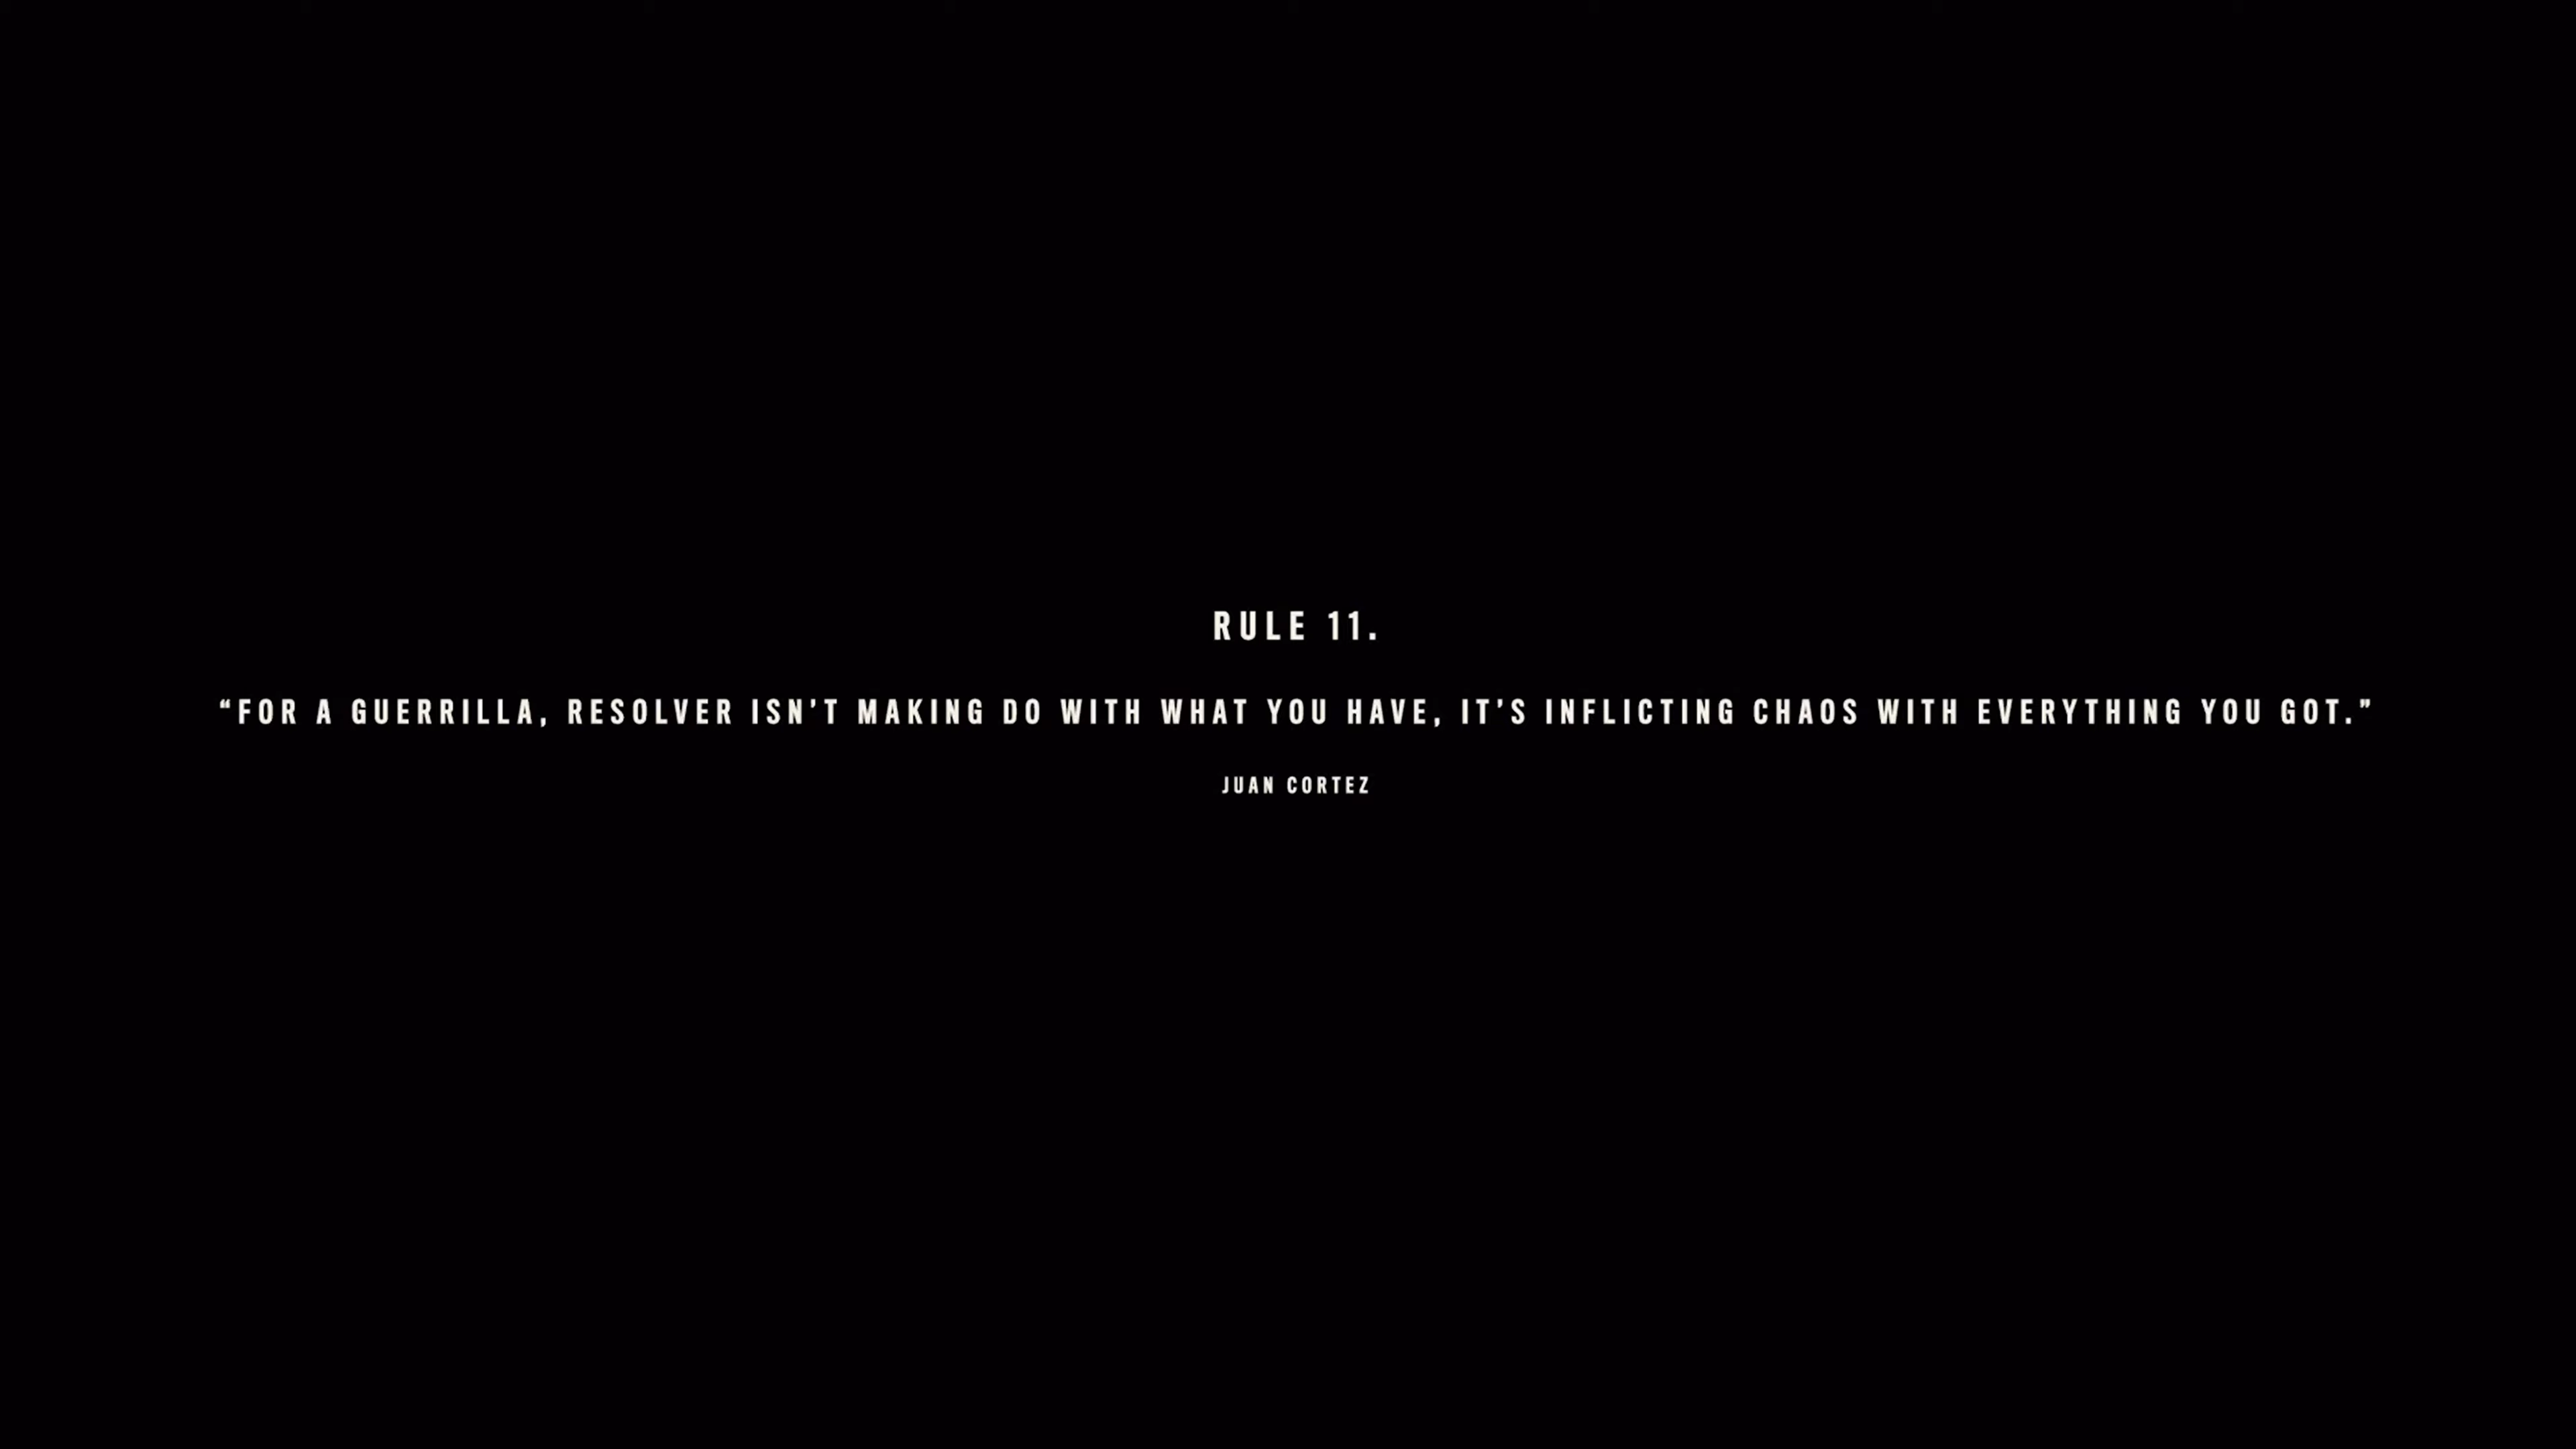 RULE 11.
“FOR A GUERRILLA, RESOLVER ISN’T MAKING DO WITH WHAT YOU HAVE, IT’S INFLICTING CHAOS WITH EVERYTHING YOU GOT.”
JUAN CORTEZ